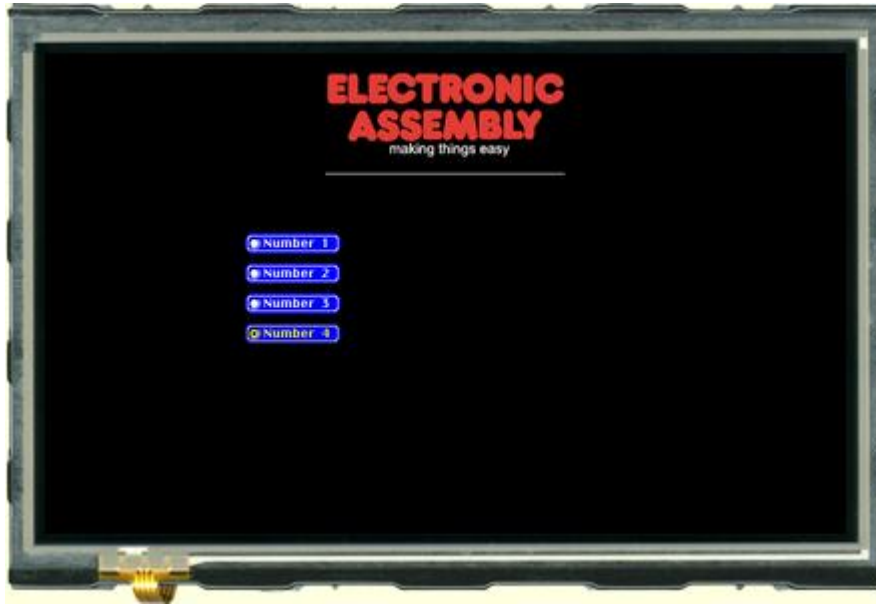 ELECTRONIC
ASSEMBLY
making things easy
Number 1
Number 2
Number 3
Number 4